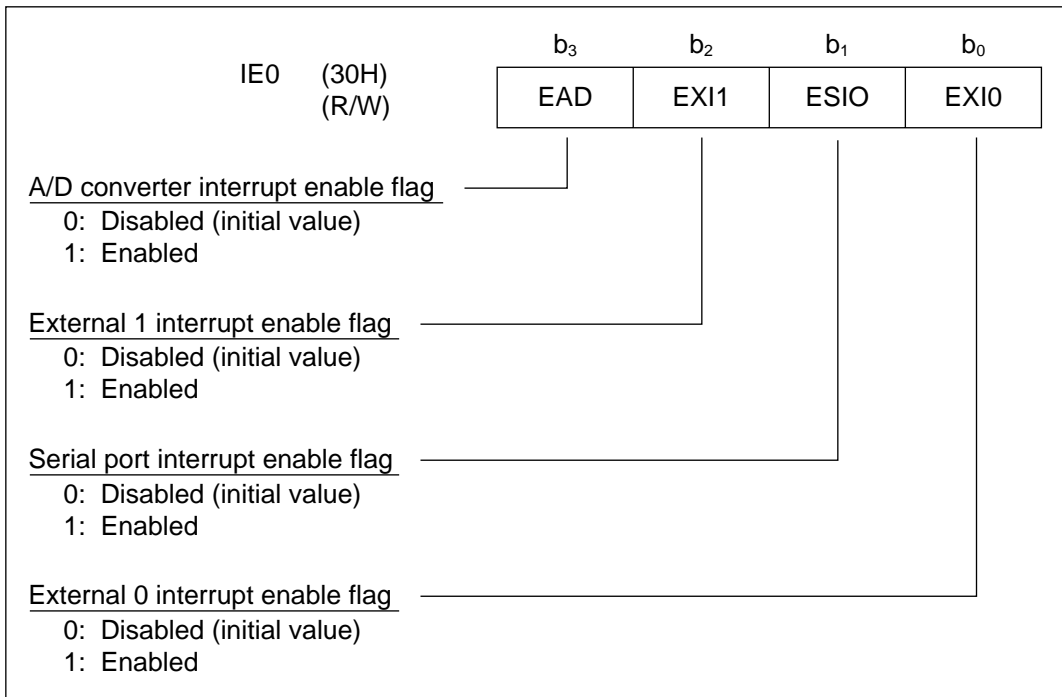 b₃ b₂ b₁ b₀
IE0 (30H)
EAD EXI1 ESIO EXI0
(R/W)
A/D converter interrupt enable flag
0: Disabled (initial value)
1: Enabled
External 1 interrupt enable flag
0: Disabled (initial value)
1: Enabled
Serial port interrupt enable flag
0: Disabled (initial value)
1: Enabled
External 0 interrupt enable flag
0: Disabled (initial value)
1: Enabled